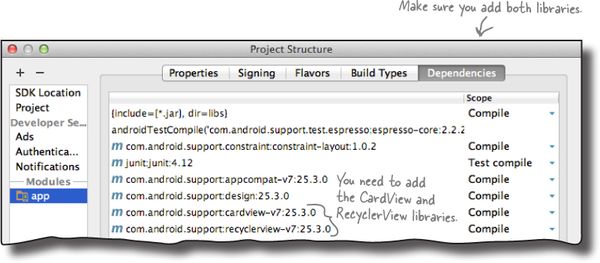 Make sure you add both libraries.
Project Structure
+ −
Properties Signing Flavors Build Types Dependencies
SDK Location
Project
Developer Se...
Ads
Authentica...
Notifications
Modules
app
Scope
{include=[*.jar], dir=libs} Compile
androidTestCompile('com.android.support.test.espresso:espresso-core:2.2.2
m com.android.support.constraint:constraint-layout:1.0.2 Compile
m junit:junit:4.12 Test compile
m com.android.support:appcompat-v7:25.3.0 Compile
m com.android.support:design:25.3.0 Compile
m com.android.support:cardview-v7:25.3.0 Compile
m com.android.support:recyclerview-v7:25.3.0 Compile
You need to add
the CardView and
RecyclerView libraries.